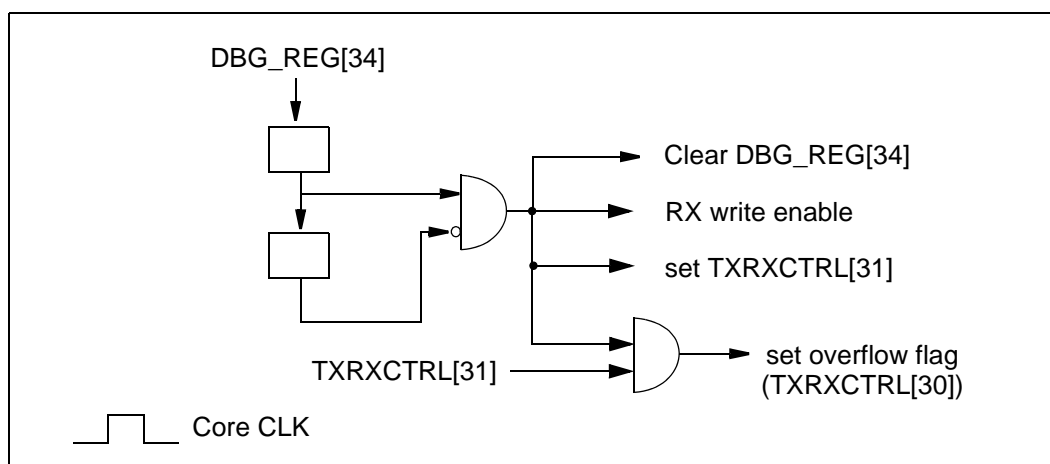 DBG_REG[34]
Clear DBG_REG[34]
RX write enable
set TXRXCTRL[31]
TXRXCTRL[31]
set overflow flag
(TXRXCTRL[30])
Core CLK